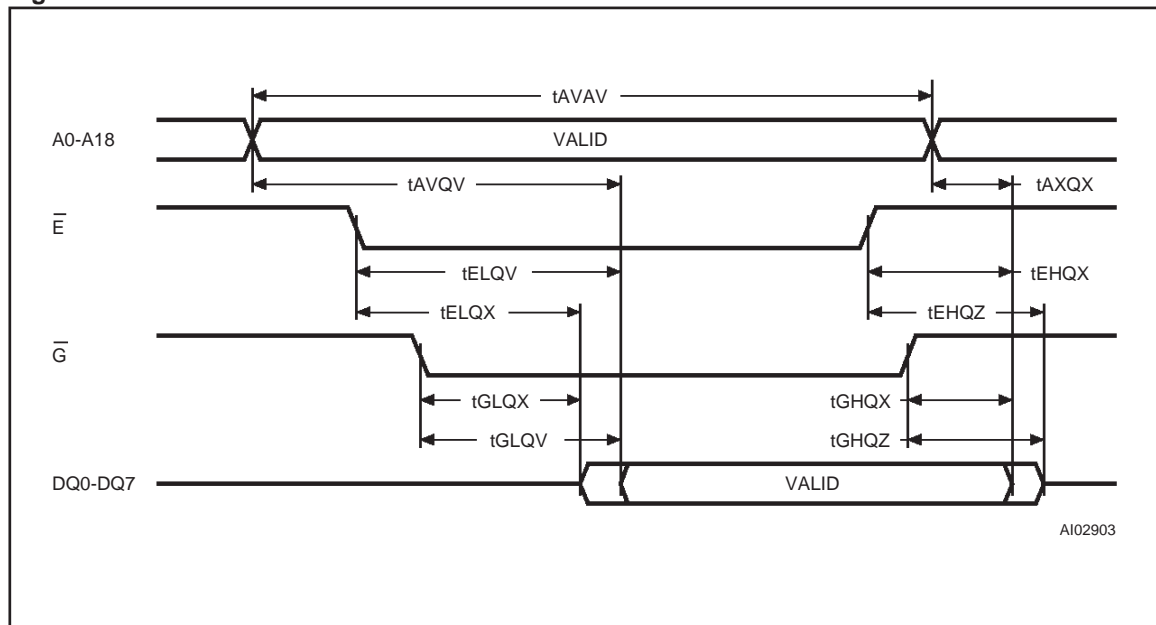 tAVAV
A0-A18
VALID
tAVQV
tAXQX
E̅
tELQV
tEHQX
tELQX
tEHQZ
G̅
tGLQX
tGHQX
tGLQV
tGHQZ
DQ0-DQ7
VALID
AI02903